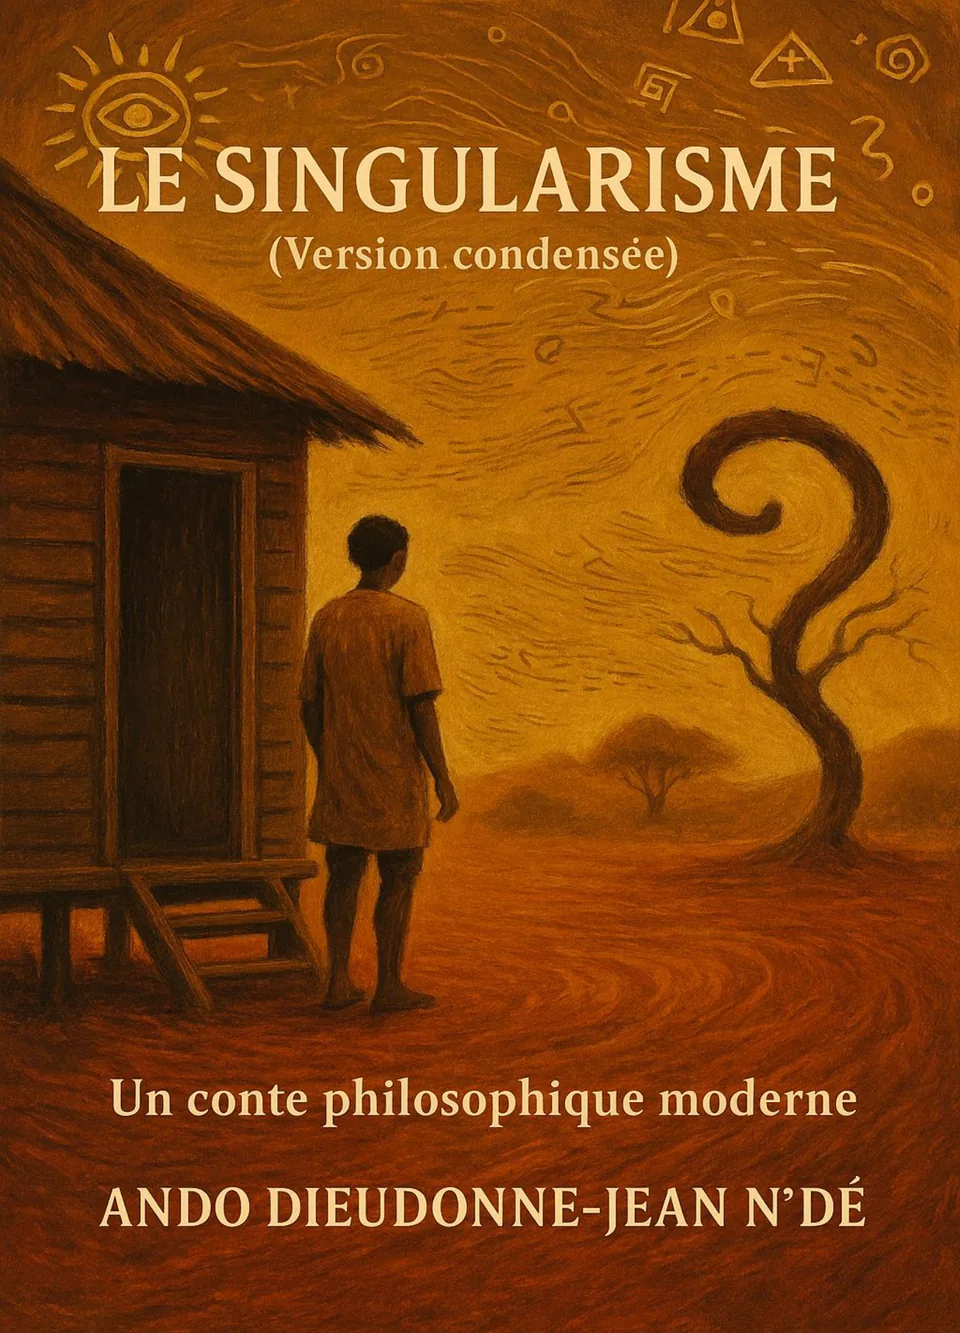 LE SINGULARISME
(Version condensée)
Un conte philosophique moderne
ANDO DIEUDONNE-JEAN N'DÉ